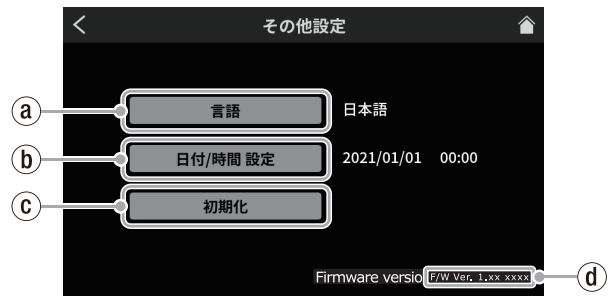 その他設定
ⓐ 言語 日本語
ⓑ 日付/時間 設定 2021/01/01 00:00
ⓒ 初期化
Firmware versio F/W Ver. 1.xx xxxx ⓓ